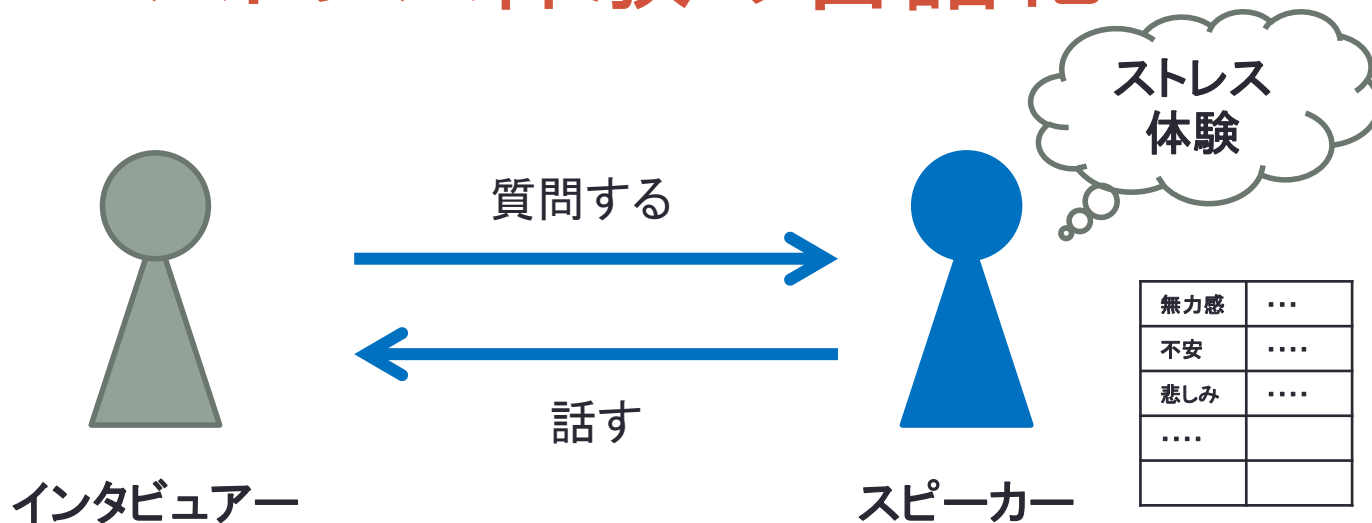 ストレス
体験
質問する
話す
無力感 …
不安 ‥‥
悲しみ ‥‥
‥‥
インタビュアー
スピーカー